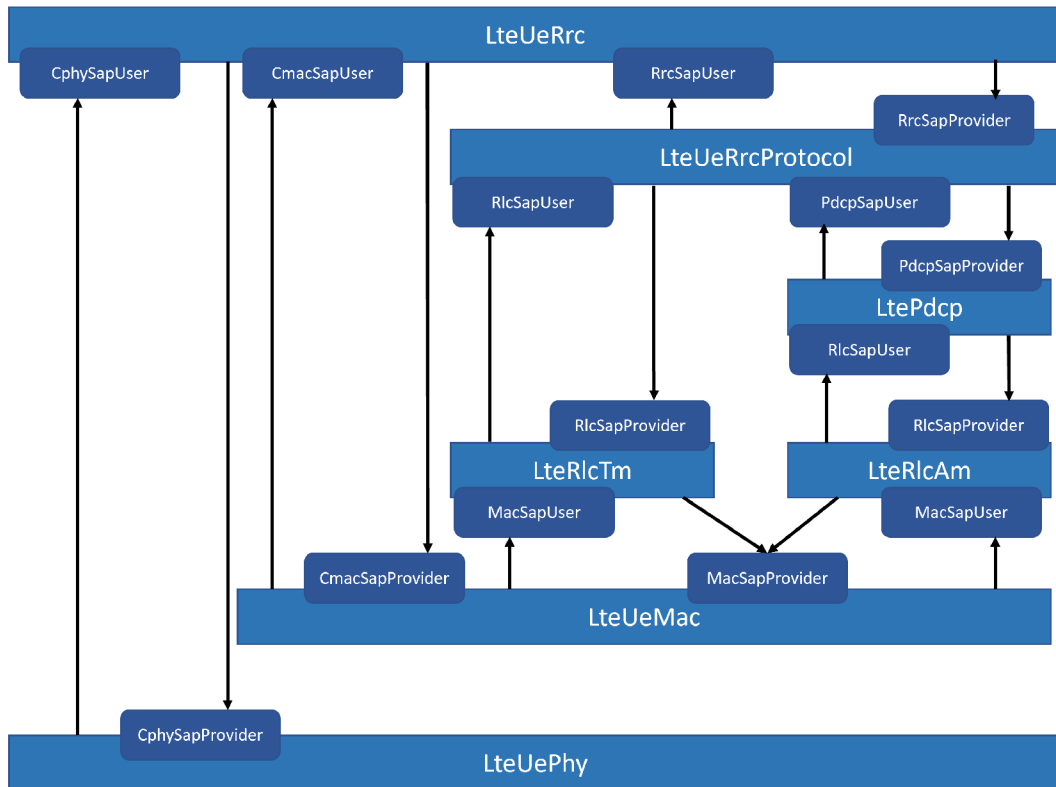 LteUeRrc
CphySapUser
CmacSapUser
RrcSapUser
RrcSapProvider
LteUeRrcProtocol
RlcSapUser
PdcpSapUser
PdcpSapProvider
LtePdcp
RlcSapUser
RlcSapProvider
RlcSapProvider
LteRlcTm
LteRlcAm
MacSapUser
MacSapUser
CmacSapProvider
MacSapProvider
LteUeMac
CphySapProvider
LteUePhy